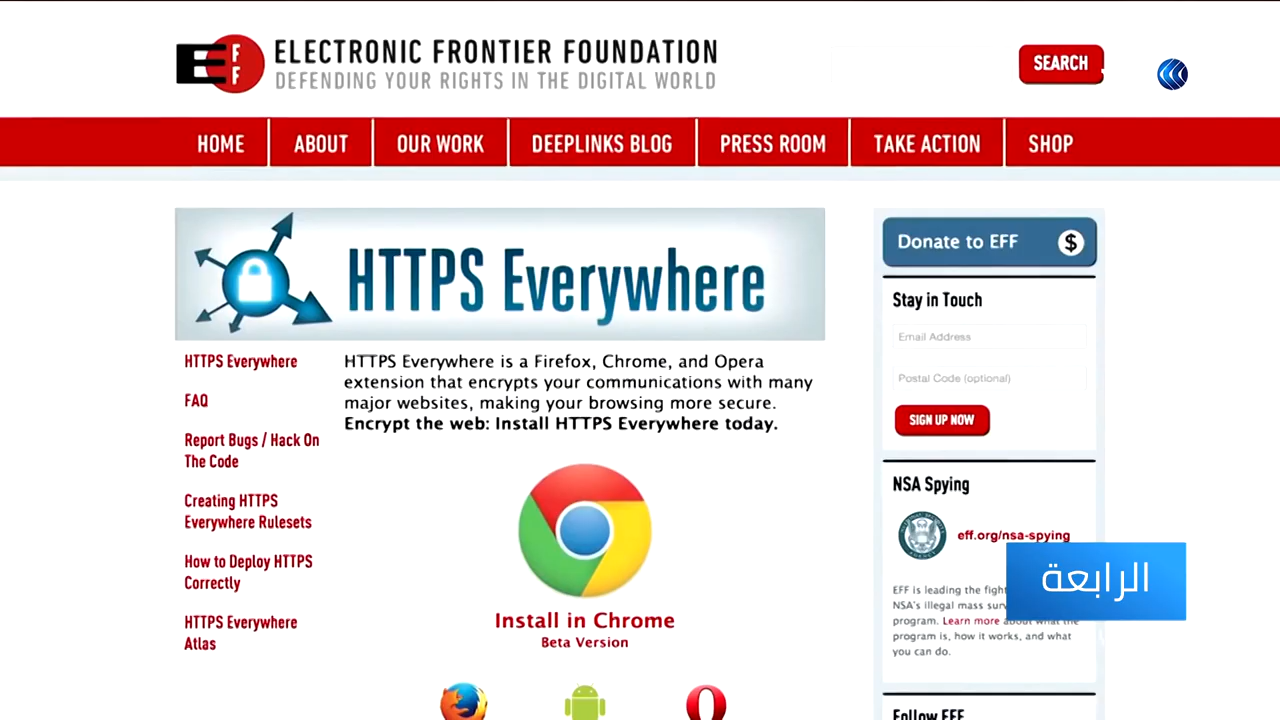 EFF
ELECTRONIC FRONTIER FOUNDATION
DEFENDING YOUR RIGHTS IN THE DIGITAL WORLD
SEARCH
HOME
ABOUT
OUR WORK
DEEPLINKS BLOG
PRESS ROOM
TAKE ACTION
SHOP
HTTPS Everywhere
HTTPS Everywhere
FAQ
Report Bugs / Hack On
The Code
Creating HTTPS
Everywhere Rulesets
How to Deploy HTTPS
Correctly
HTTPS Everywhere
Atlas
HTTPS Everywhere is a Firefox, Chrome, and Opera
extension that encrypts your communications with many
major websites, making your browsing more secure.
Encrypt the web: Install HTTPS Everywhere today.
Install in Chrome
Beta Version
Donate to EFF $
Stay in Touch
Email Address
Postal Code (optional)
SIGN UP NOW
NSA Spying
eff.org/nsa-spying
EFF is leading the
NSA's illegal mass
program. Learn more about what the
program is, how it works, and what
you can do.
Follow EFF
الرابعة